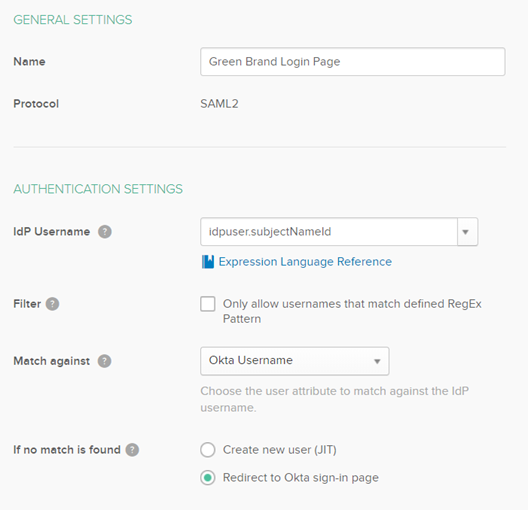 GENERAL SETTINGS
Name Green Brand Login Page
Protocol SAML2
AUTHENTICATION SETTINGS
IdP Username ? idpuser.subjectNameId
Expression Language Reference
Filter ? Only allow usernames that match defined RegEx
Pattern
Match against ? Okta Username
Choose the user attribute to match against the IdP
username.
If no match is found ? Create new user (JIT)
Redirect to Okta sign-in page